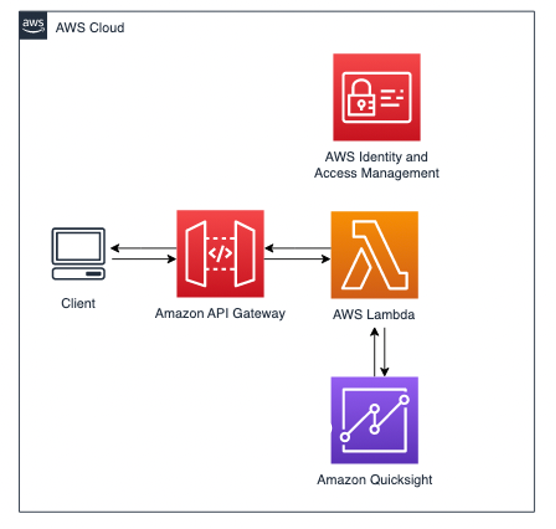 aws
AWS Cloud
AWS Identity and
Access Management
</>
Client
Amazon API Gateway
AWS Lambda
Amazon Quicksight